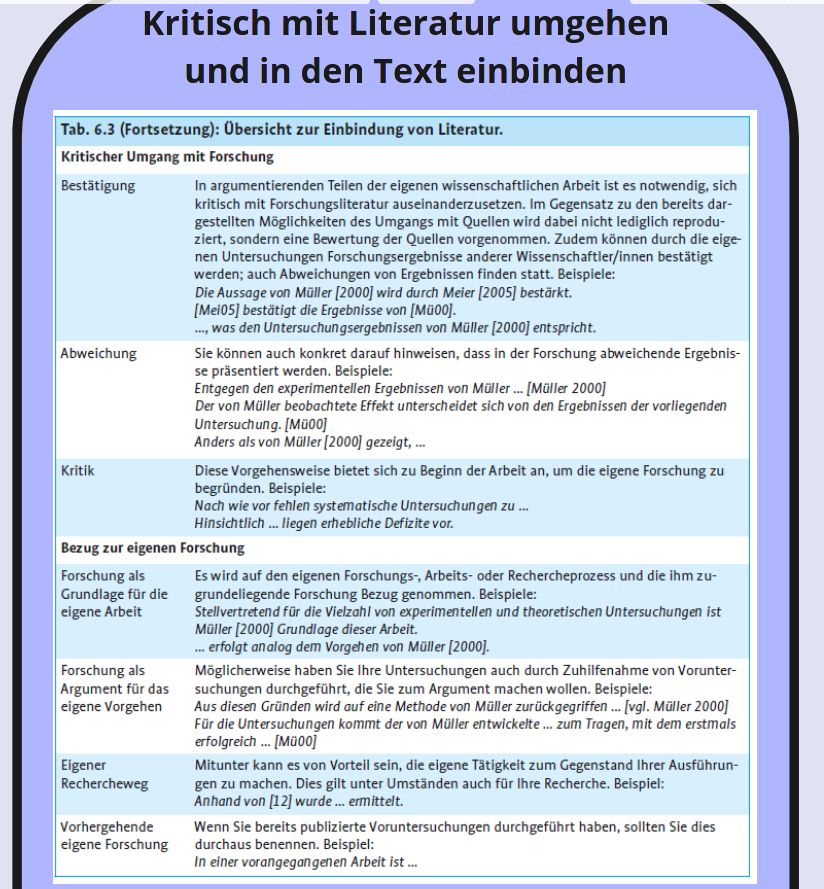 Kritisch mit Literatur umgehen
und in den Text einbinden
Tab. 6.3 (Fortsetzung): Übersicht zur Einbindung von Literatur.
Kritischer Umgang mit Forschung
Bestätigung
In argumentierenden Teilen der eigenen wissenschaftlichen Arbeit ist es notwendig, sich
kritisch mit Forschungsliteratur auseinanderzusetzen. Im Gegensatz zu den bereits dar-
gestellten Möglichkeiten des Umgangs mit Quellen wird dabei nicht lediglich reprodu-
ziert, sondern eine Bewertung der Quellen vorgenommen. Zudem können durch die eige-
nen Untersuchungen Forschungsergebnisse anderer Wissenschaftler/innen bestätigt
werden; auch Abweichungen von Ergebnissen finden statt. Beispiele:
Die Aussage von Müller [2000] wird durch Meier [2005] bestärkt.
[Mei05] bestätigt die Ergebnisse von [Mü00].
..., was den Untersuchungsergebnissen von Müller [2000] entspricht.
Abweichung
Sie können auch konkret darauf hinweisen, dass in der Forschung abweichende Ergebnis-
se präsentiert werden. Beispiele:
Entgegen den experimentellen Ergebnissen von Müller ... [Müller 2000]
Der von Müller beobachtete Effekt unterscheidet sich von den Ergebnissen der vorliegenden
Untersuchung. [Mü00]
Anders als von Müller [2000] gezeigt, ...
Kritik
Diese Vorgehensweise bietet sich zu Beginn der Arbeit an, um die eigene Forschung zu
begründen. Beispiele:
Nach wie vor fehlen systematische Untersuchungen zu ...
Hinsichtlich ... liegen erhebliche Defizite vor.
Bezug zur eigenen Forschung
Forschung als
Grundlage für die
eigene Arbeit
Es wird auf den eigenen Forschungs-, Arbeits- oder Rechercheprozess und die ihm zu-
grundeliegende Forschung Bezug genommen. Beispiele:
Stellvertretend für die Vielzahl von experimentellen und theoretischen Untersuchungen ist
Müller [2000] Grundlage dieser Arbeit.
... erfolgt analog dem Vorgehen von Müller [2000].
Forschung als
Argument für das
eigene Vorgehen
Möglicherweise haben Sie Ihre Untersuchungen auch durch Zuhilfenahme von Vorunter-
suchungen durchgeführt, die Sie zum Argument machen wollen. Beispiele:
Aus diesen Gründen wird auf eine Methode von Müller zurückgegriffen ... [vgl. Müller 2000]
Für die Untersuchungen kommt der von Müller entwickelte ... zum Tragen, mit dem erstmals
erfolgreich ... [Mü00]
Eigener
Rechercheweg
Mitunter kann es von Vorteil sein, die eigene Tätigkeit zum Gegenstand Ihrer Ausführun-
gen zu machen. Dies gilt unter Umständen auch für Ihre Recherche. Beispiel:
Anhand von [12] wurde ... ermittelt.
Vorhergehende
eigene Forschung
Wenn Sie bereits publizierte Voruntersuchungen durchgeführt haben, sollten Sie dies
durchaus benennen. Beispiel:
In einer vorangegangenen Arbeit ist ...